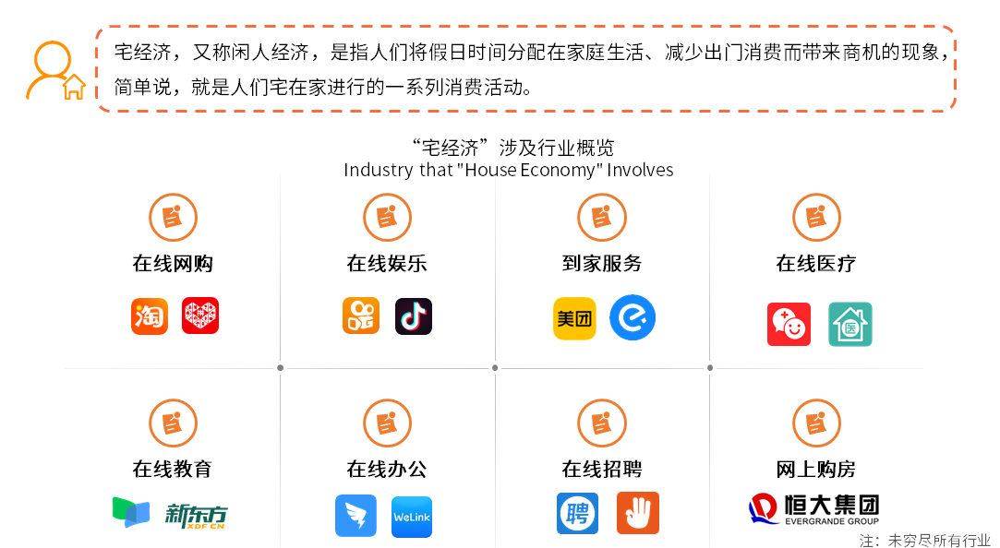 宅经济，又称闲人经济，是指人们将假日时间分配在家庭生活、减少出门消费而带来商机的现象，
简单说，就是人们宅在家进行的一系列消费活动。
“宅经济”涉及行业概览
Industry that "House Economy" Involves
在线网购
在线娱乐
到家服务
在线医疗
淘
拼
美团
医
在线教育
在线办公
在线招聘
网上购房
新东方
XDF.CN
WeLink
聘
恒大集团
EVERGRANDE GROUP
注：未穷尽所有行业